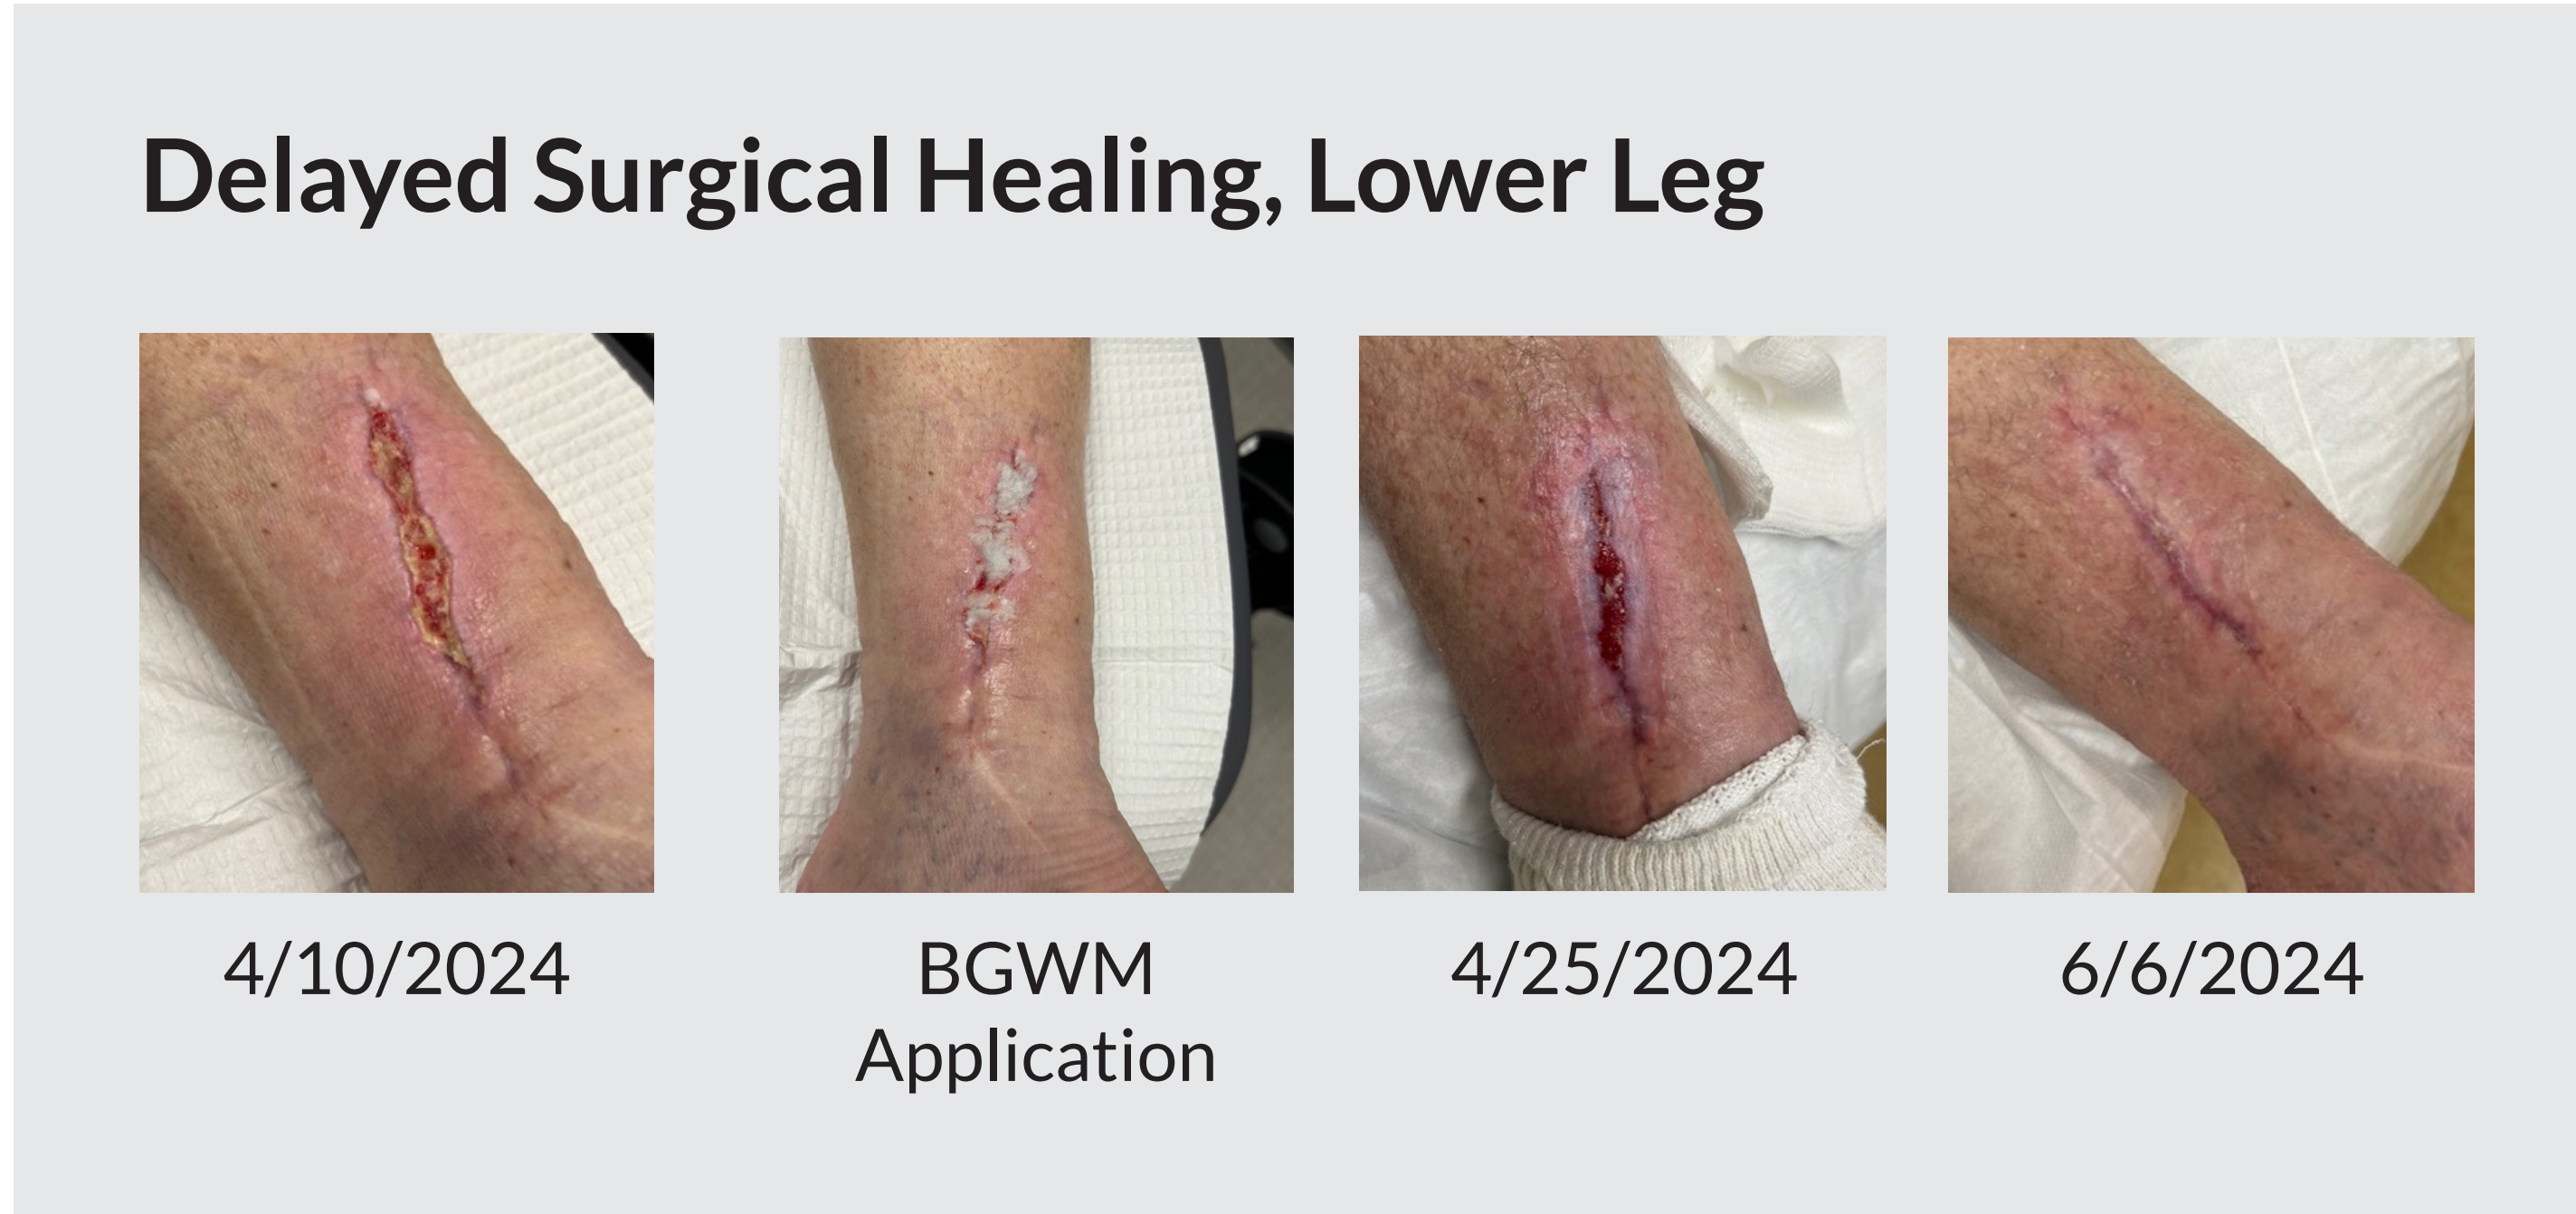 Delayed Surgical Healing, Lower Leg
4/10/2024
BGWM
Application
4/25/2024
6/6/2024